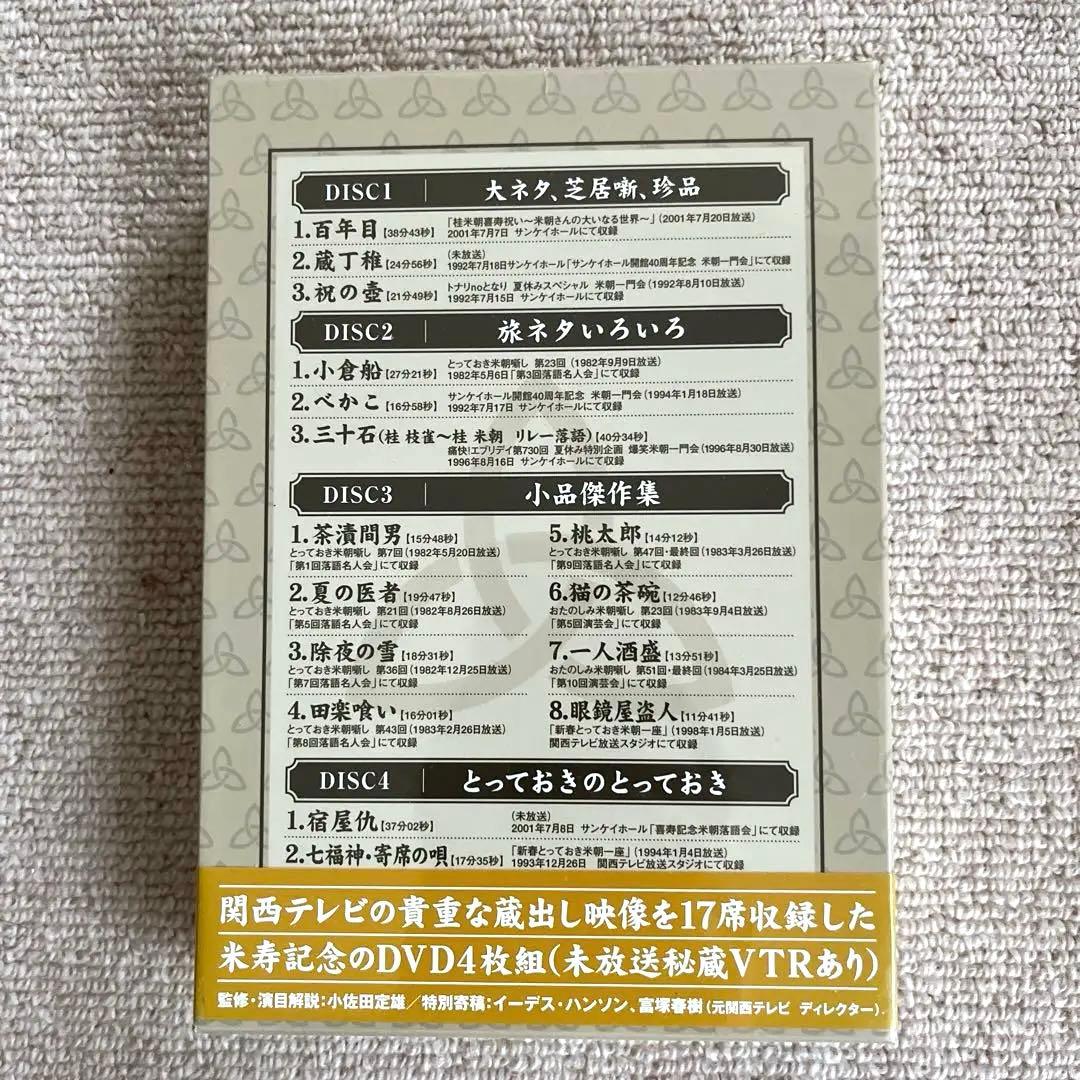 DISC1 大ネタ、芝居噺、珍品
1.百年目【38分43秒】
「桂米朝喜寿祝い～米朝さんの大いなる世界～」(2001年7月20日放送)
2001年7月7日 サンケイホールにて収録
2.蔵丁稚【24分56秒】
(未放送)
1992年7月18日サンケイホール「サンケイホール開館40周年記念 米朝一門会」にて収録
3.祝の壺【21分49秒】
トナリnoとなり 夏休みスペシャル 米朝一門会(1992年8月10日放送)
1992年7月15日 サンケイホールにて収録
DISC2 旅ネタいろいろ
1.小倉船【27分21秒】
とっておき米朝噺し 第23回 (1982年9月9日放送)
1982年5月6日「第3回落語名人会」にて収録
2.べかこ【16分58秒】
サンケイホール開館40周年記念 米朝一門会(1994年1月18日放送)
1992年7月17日 サンケイホールにて収録
3.三十石(桂 枝雀～桂 米朝 リレー落語)【40分34秒】
痛快!エブリデイ第730回 夏休み特別企画 爆笑米朝一門会(1996年8月30日放送)
1996年8月16日 サンケイホールにて収録
DISC3 小品傑作集
1.茶漬間男【15分48秒】
とっておき米朝噺し 第7回(1982年5月20日放送)
「第1回落語名人会」にて収録
2.夏の医者【19分47秒】
とっておき米朝噺し 第21回(1982年8月26日放送)
「第5回落語名人会」にて収録
3.除夜の雪【18分31秒】
とっておき米朝噺し 第36回(1982年12月25日放送)
「第7回落語名人会」にて収録
4.田楽喰い【16分01秒】
とっておき米朝噺し 第43回(1983年2月26日放送)
「第8回落語名人会」にて収録
5.桃太郎【14分12秒】
とっておき米朝噺し 第47回・最終回(1983年3月26日放送)
「第9回落語名人会」にて収録
6.猫の茶碗【12分46秒】
おたのしみ米朝噺し 第23回(1983年9月4日放送)
「第5回演芸会」にて収録
7.一人酒盛【13分51秒】
おたのしみ米朝噺し 第51回・最終回(1984年3月25日放送)
「第10回演芸会」にて収録
8.眼鏡屋盗人【11分41秒】
「新春とっておき米朝一座」(1998年1月5日放送)
関西テレビ放送スタジオにて収録
DISC4 とっておきのとっておき
1.宿屋仇【37分02秒】
(未放送)
2001年7月8日 サンケイホール「喜寿記念米朝落語会」にて収録
2.七福神・寄席の唄【17分35秒】
「新春とっておき米朝一座」(1994年1月4日放送)
1993年12月26日 関西テレビ放送スタジオにて収録
関西テレビの貴重な蔵出し映像を17席収録した
米寿記念のDVD4枚組(未放送秘蔵VTRあり)
監修・演目解説:小佐田定雄/特別寄稿:イーデス・ハンソン、富塚春樹(元関西テレビ ディレクター)